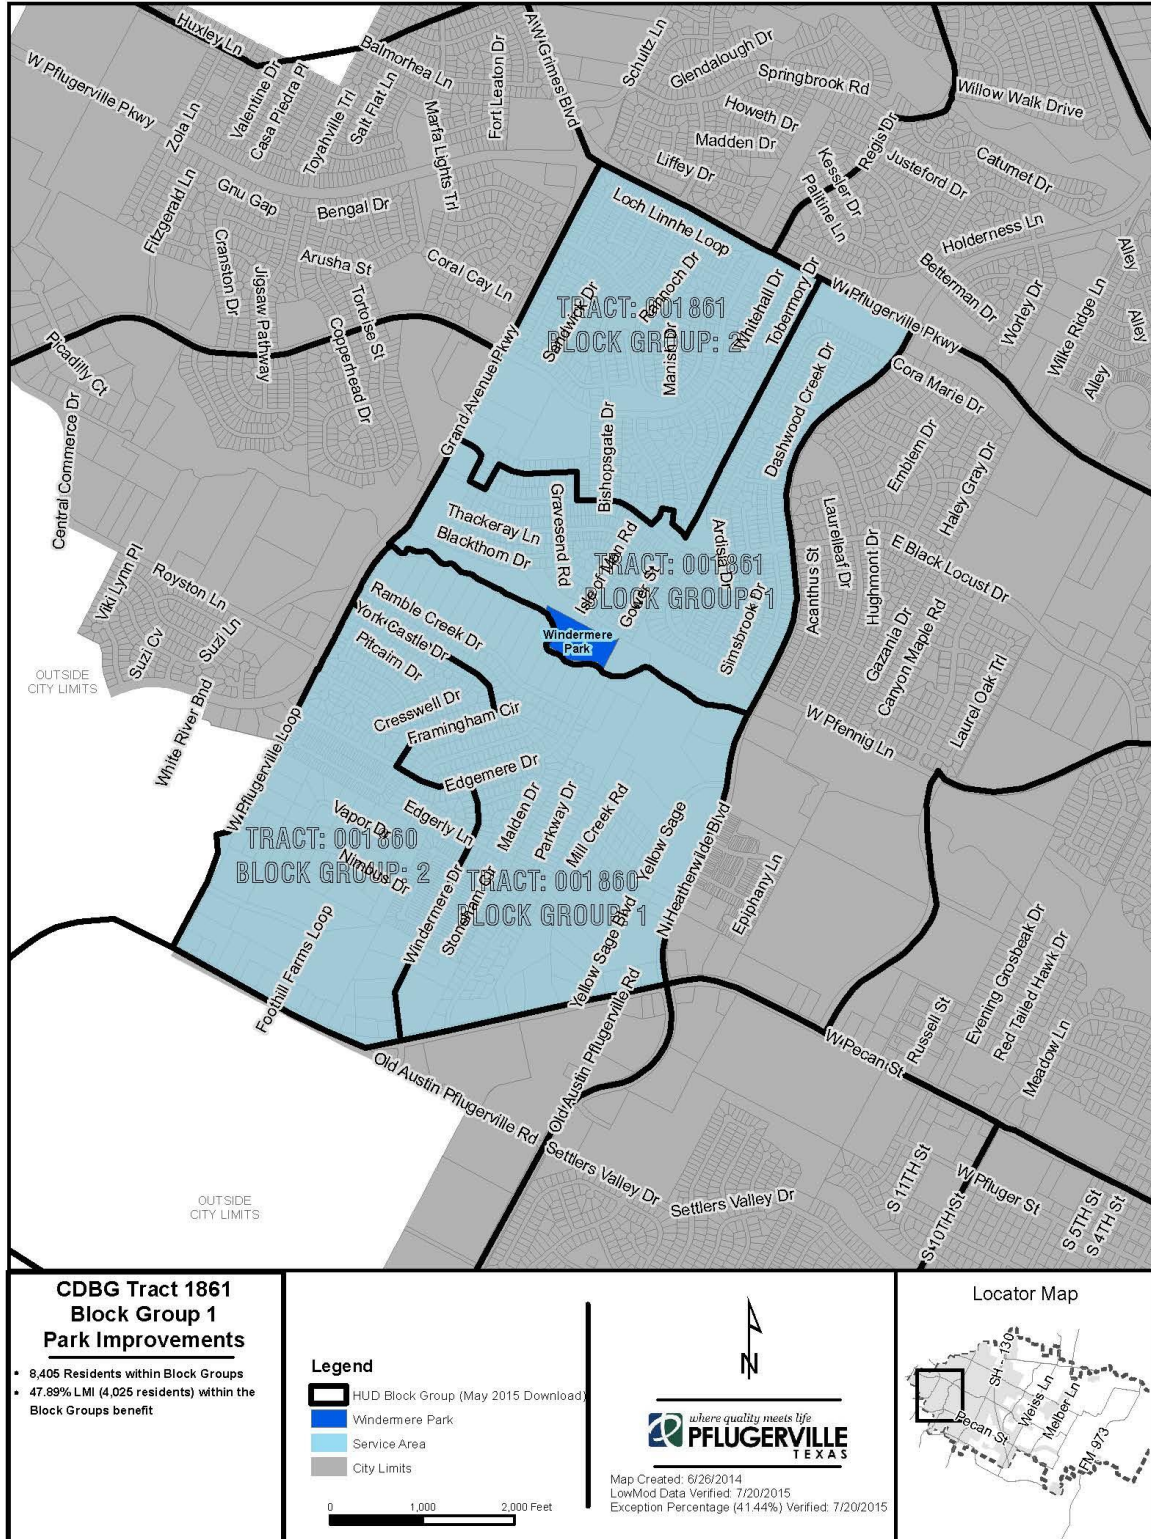 Huxley Ln
W Pflugerville Pkwy
Zola Ln
Valentine Dr
Casa Piedra Pl
Toyahville Trl
Salt Flat Ln
Balmorhea Ln
Marfa Lights Trl
Fort Leaton Dr
A W Grimes Blvd
Schultz Ln
Glendalough Dr
Springbrook Rd
Howeth Dr
Madden Dr
Liffey Dr
Kessler Dr
Palitine Ln
Regis Dr
Willow Walk Drive
Justeford Dr
Catumet Dr
Holderness Ln
Betterman Dr
Worley Dr
Wilke Ridge Ln
Alley
Alley
Alley
Fitzgerald Ln
Gnu Gap
Bengal Dr
Cranston Dr
Arusha St
Jigsaw Pathway
Tortoise St
Copperhead Dr
Coral Cay Ln
Picadilly Ct
Central Commerce Dr
Grand Avenue Pkwy
Loch Linnhe Loop
Sandwick Dr
Rannoch Dr
Manish Dr
Whitehall Dr
Tobermory Dr
W Pflugerville Pkwy
TRACT: 001861
BLOCK GROUP: 2
Cora Marie Dr
Dashwood Creek Dr
Emblem Dr
Haley Gray Dr
Bishopsgate Dr
Gravesend Rd
Thackeray Ln
Blackthorn Dr
Isle of Man Rd
Gower St
Ardisia Dr
Simsbrook Dr
TRACT: 001861
BLOCK GROUP: 1
Acanthus St
Laurelleaf Dr
Hughmont Dr
E Black Locust Dr
Gazania Dr
Canyon Maple Rd
Laurel Oak Trl
W Pfennig Ln
Viki Lynn Pl
Royston Ln
Suzi Cv
Suzi Ln
White River Bnd
OUTSIDE
CITY LIMITS
Windermere
Park
Ramble Creek Dr
York Castle Dr
Pitcairn Dr
Cresswell Dr
Framingham Cir
Edgemere Dr
W Pflugerville Loop
Vapor Dr
Nimbus Dr
Edgerly Ln
Malden Dr
Parkway Dr
Mill Creek Rd
Yellow Sage
N Heatherwilde Blvd
Epiphany Ln
TRACT: 001860
BLOCK GROUP: 2
TRACT: 001860
BLOCK GROUP: 1
Windermere Dr
Stoneham Dr
Foothill Farms Loop
Yellow Sage Blvd
Old Austin Pflugerville Rd
Old Austin Pflugerville Rd
Settlers Valley Dr
Settlers Valley Dr
W Pecan St
Russell St
Evening Grosbeak Dr
Red Tailed Hawk Dr
Meadow Ln
S 11TH St
S 10TH St
W Pfluger St
S 5TH St
S 4TH St
OUTSIDE
CITY LIMITS
CDBG Tract 1861
Block Group 1
Park Improvements
• 8,405 Residents within Block Groups
• 47.89% LMI (4,025 residents) within the
Block Groups benefit
Legend
HUD Block Group (May 2015 Download)
Windermere Park
Service Area
City Limits
0 1,000 2,000 Feet
N
where quality meets life
PFLUGERVILLE
TEXAS
Map Created: 6/26/2014
LowMod Data Verified: 7/20/2015
Exception Percentage (41.44%) Verified: 7/20/2015
Locator Map
SH - 130
Weiss Ln
Melber Ln
Pecan St
FM 973